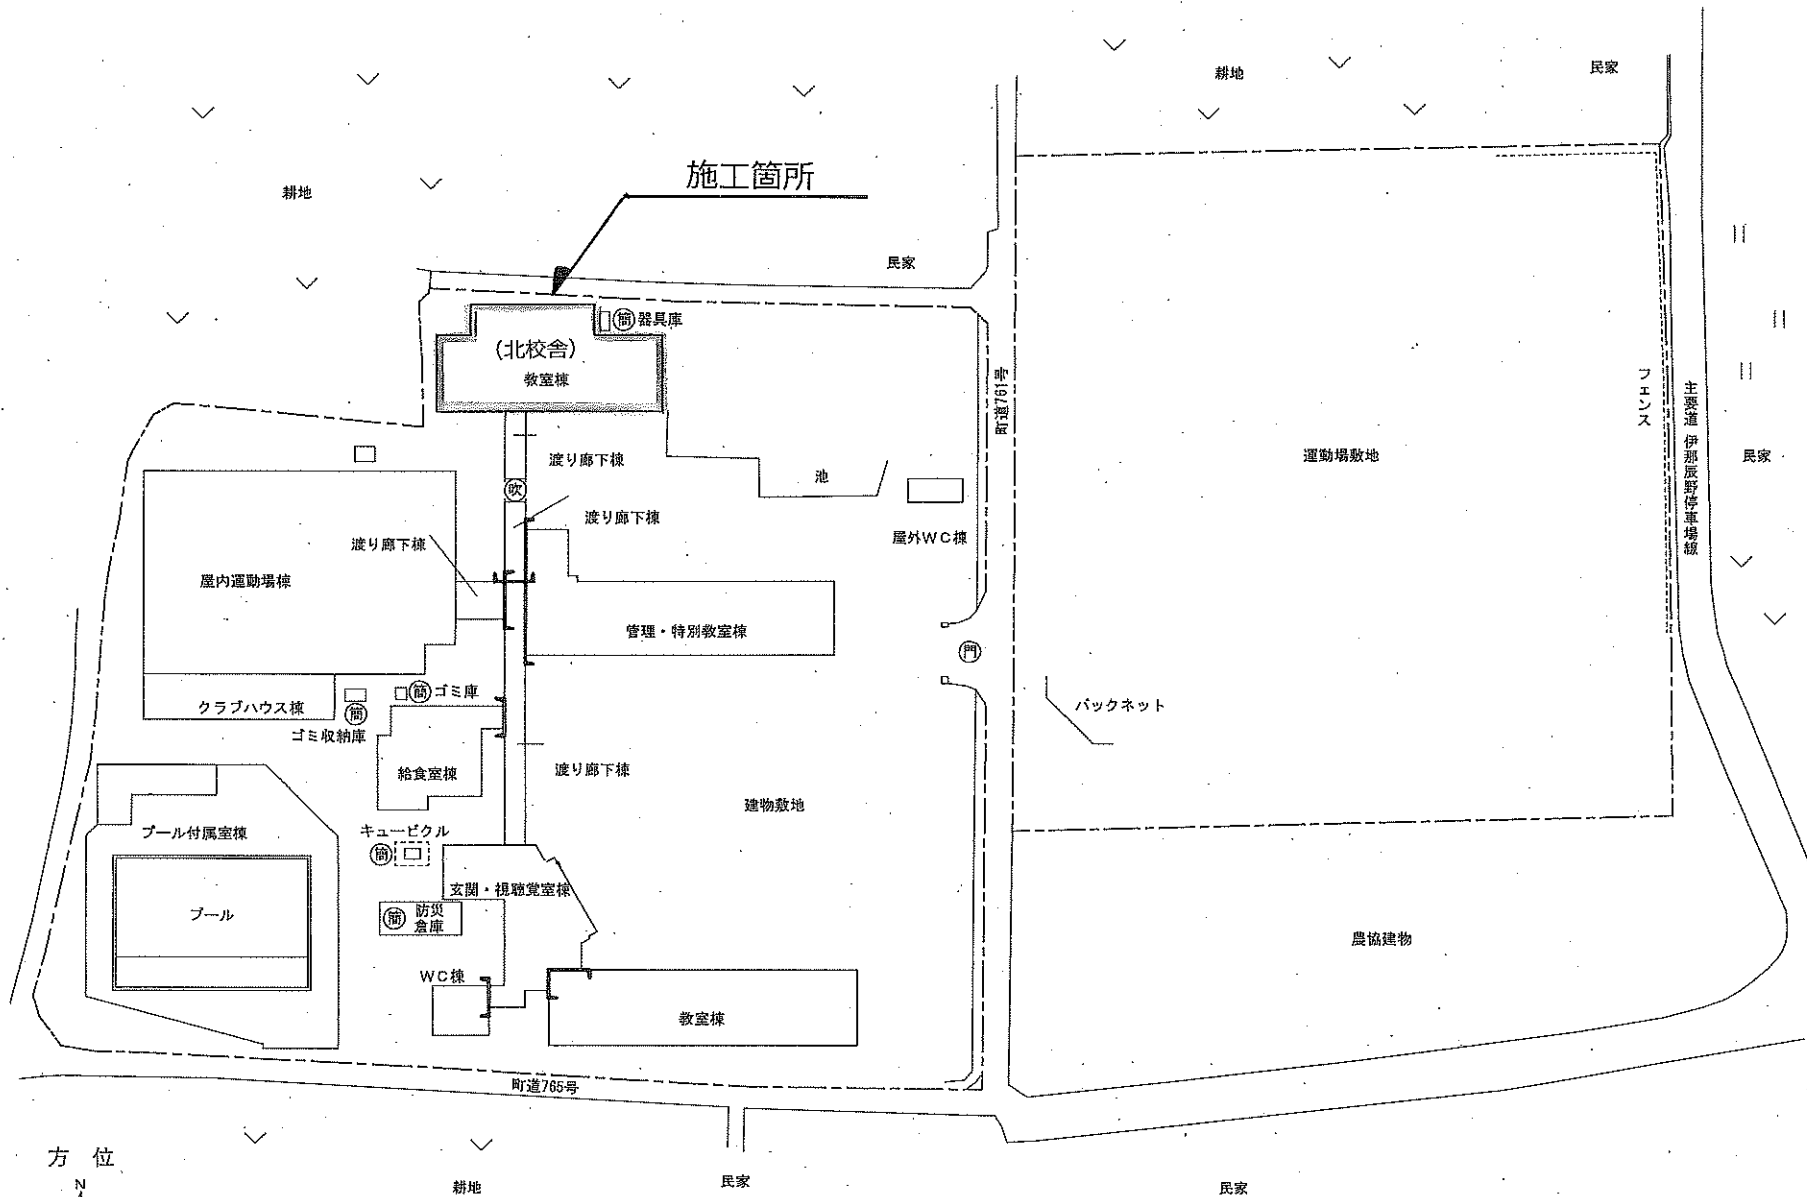 耕地
民家
耕地
施工箇所
民家
簡 器具庫
(北校舎)
教室棟
町道761号
フェンス
主要道 伊那辰野停車場線
民家
運動場敷地
渡り廊下棟
池
吹
渡り廊下棟
屋外WC棟
渡り廊下棟
屋内運動場棟
管理・特別教室棟
門
簡 ゴミ庫
クラブハウス棟
簡
ゴミ収納庫
バックネット
給食室棟
渡り廊下棟
建物敷地
プール付属室棟
キュービクル
簡
玄関・視聴覚室棟
プール
簡 防災
倉庫
農協建物
WC棟
教室棟
町道765号
方 位
N
耕地
民家
民家